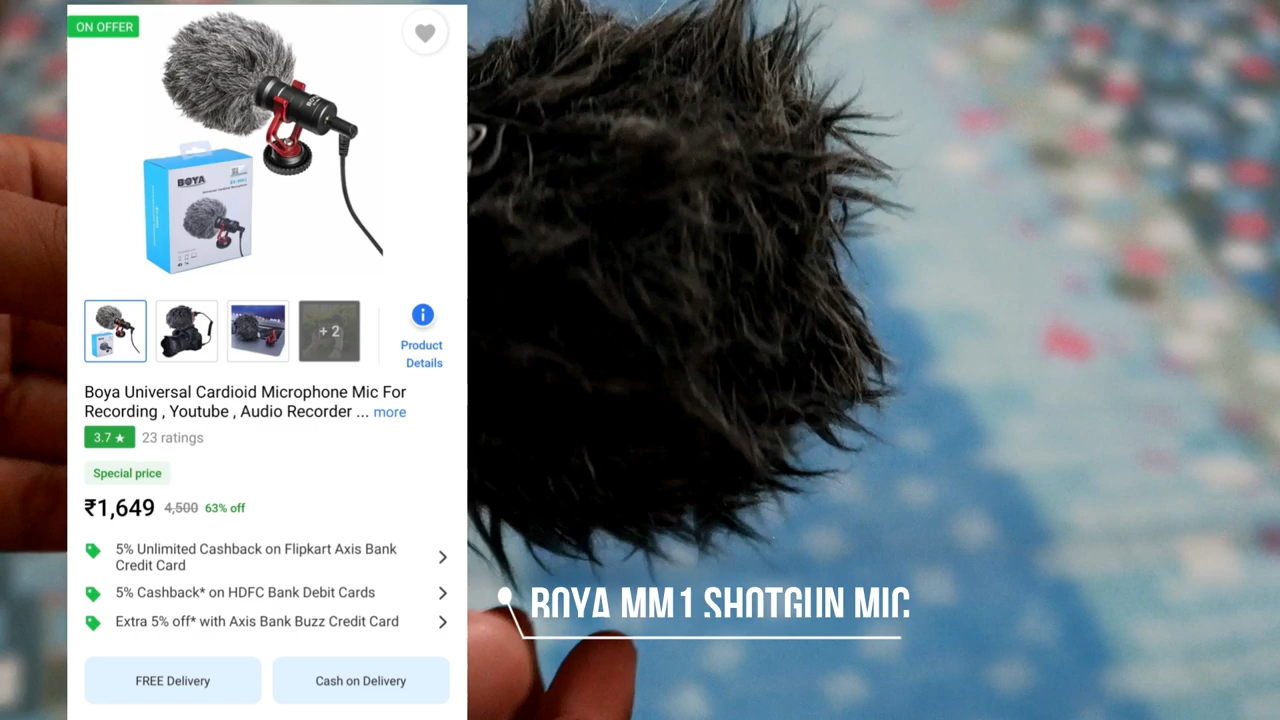 ON OFFER
BOYA
BOYA
Product
Details
+ 2
Boya Universal Cardioid Microphone Mic For
Recording , Youtube , Audio Recorder ... more
3.7 ★ 23 ratings
Special price
₹1,649 4,500 63% off
5% Unlimited Cashback on Flipkart Axis Bank
Credit Card
5% Cashback* on HDFC Bank Debit Cards
Extra 5% off* with Axis Bank Buzz Credit Card
FREE Delivery
Cash on Delivery
BOYA MM1 SHOTGUN MIC